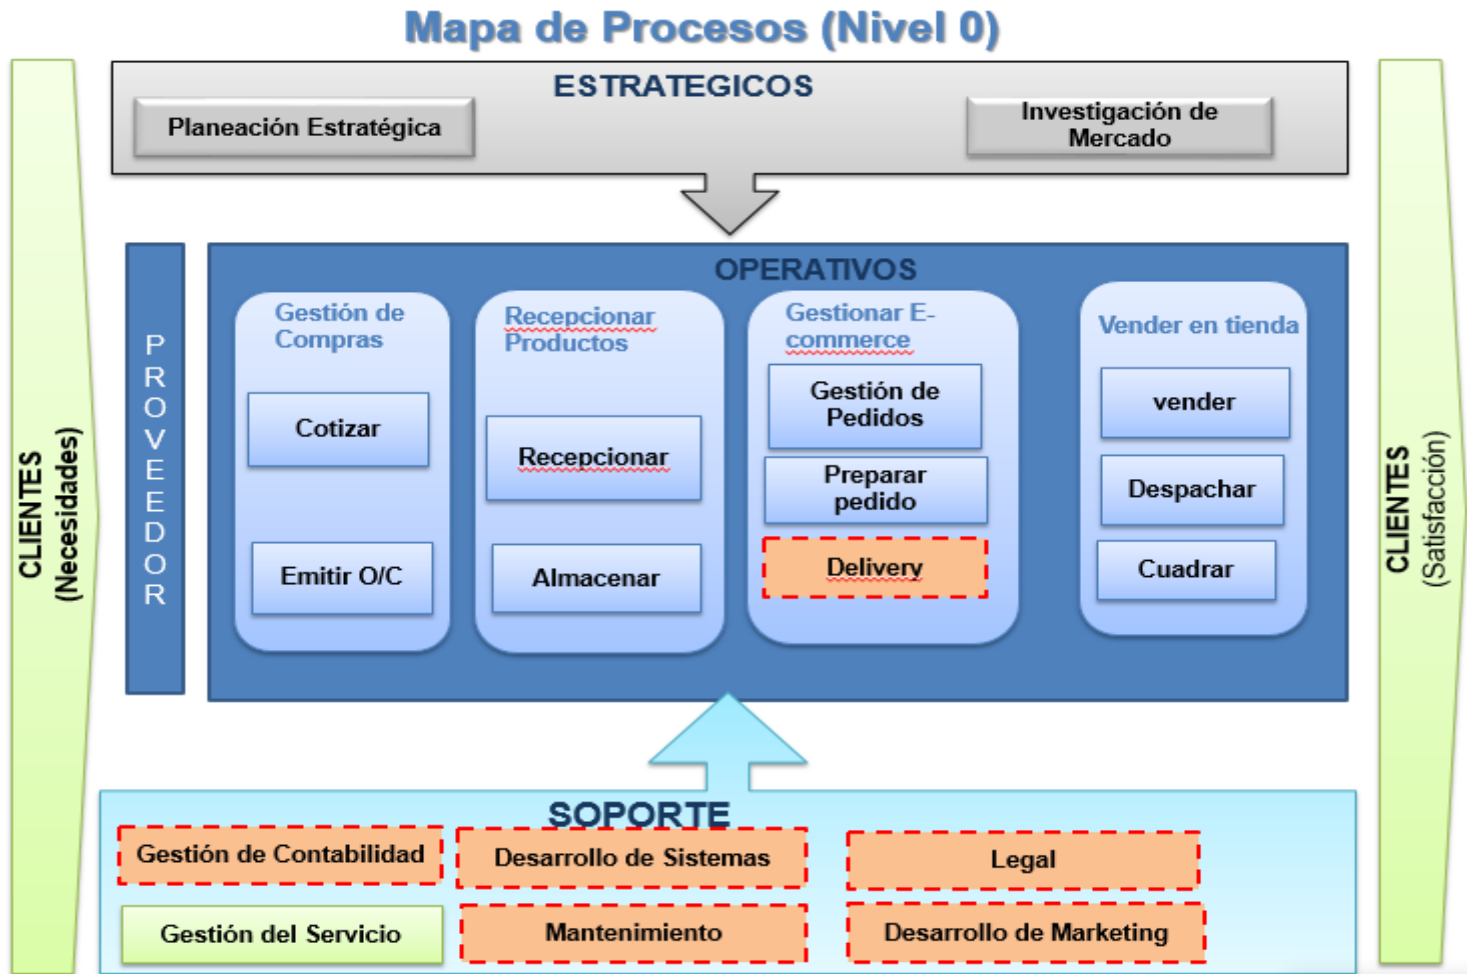 Mapa de Procesos (Nivel 0)
ESTRATEGICOS
Planeación Estratégica
Investigación de
Mercado
CLIENTES
(Necesidades)
PROVEEDOR
OPERATIVOS
Gestión de
Compras
Cotizar
Emitir O/C
Recepcionar
Productos
Recepcionar
Almacenar
Gestionar E-
commerce
Gestión de
Pedidos
Preparar
pedido
Delivery
Vender en tienda
vender
Despachar
Cuadrar
CLIENTES
(Satisfacción)
SOPORTE
Gestión de Contabilidad
Desarrollo de Sistemas
Legal
Gestión del Servicio
Mantenimiento
Desarrollo de Marketing